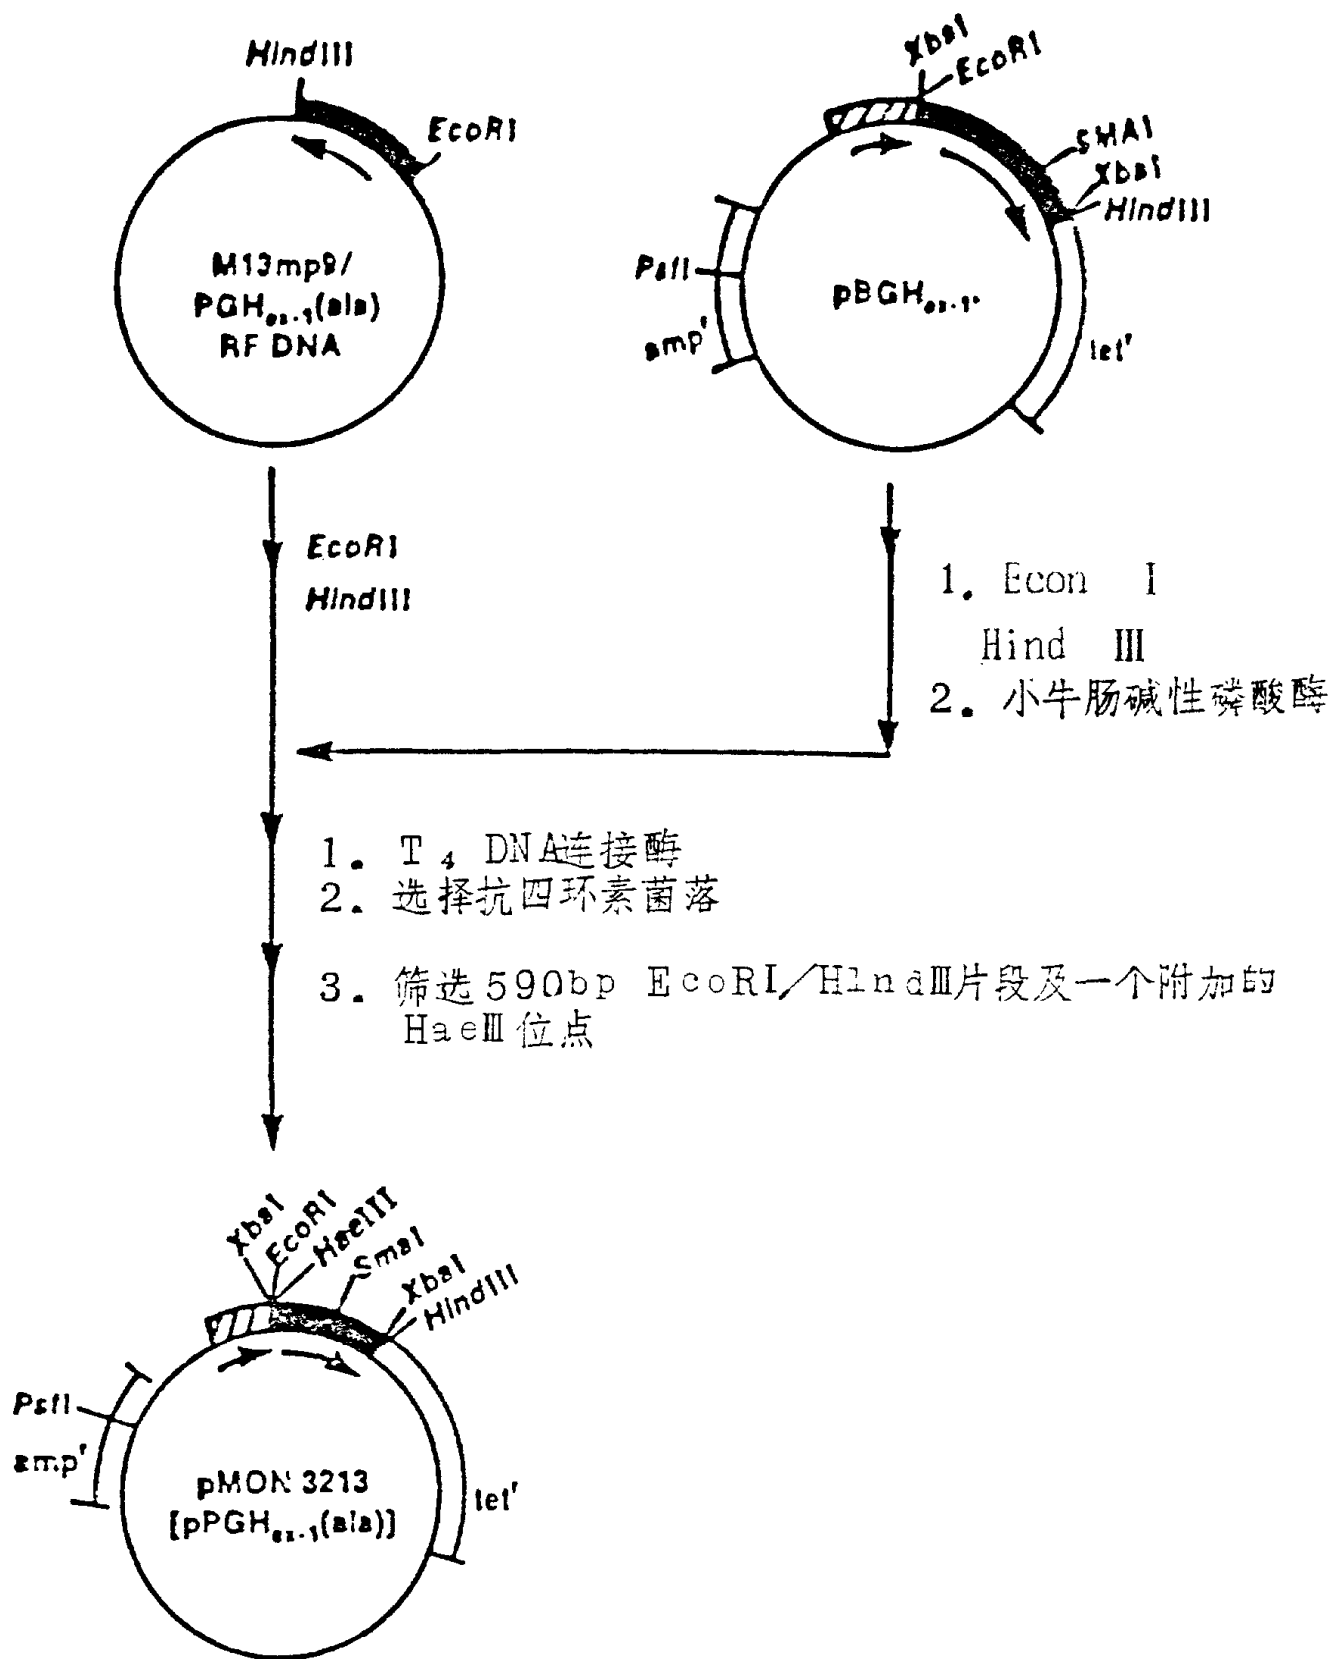 HindIII
EcoRI
M13mp9/
PGHex-1(ala)
RF DNA
XbaI
EcoRI
SMAI
XbaI
HindIII
PstI
ampr
pBGHex-1.
tetr
EcoRI
HindIII
1. Econ I
Hind III
2. 小牛肠碱性磷酸酶
1. T4 DNA连接酶
2. 选择抗四环素菌落
3. 筛选590bp EcoRI/HindⅢ片段及一个附加的
HaeⅢ位点
XbaI
EcoRI
HaeIII
SmaI
XbaI
HindIII
PstI
ampr
pMON 3213
[pPGHex-1(ala)]
tetr